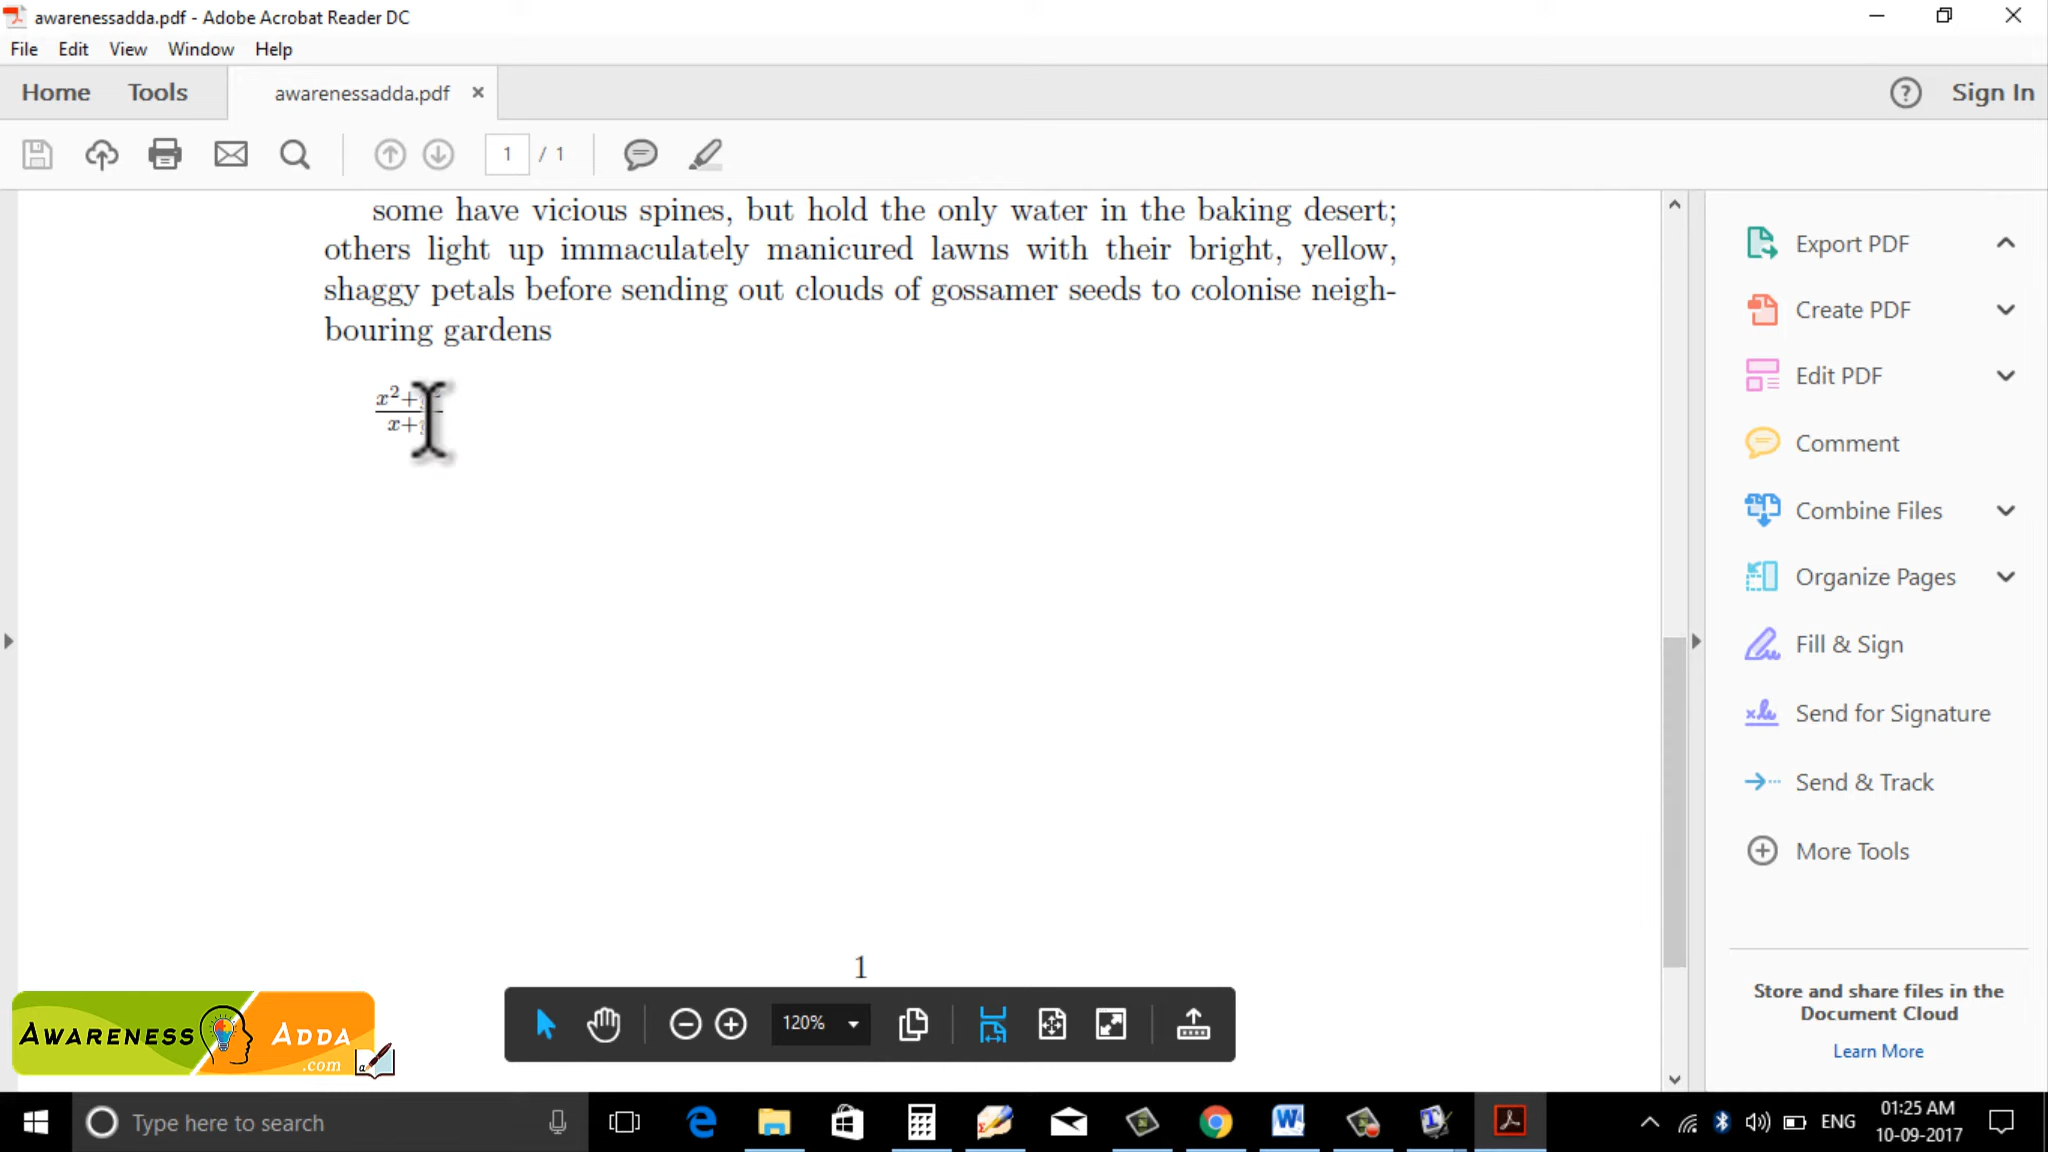 awarenessadda.pdf - Adobe Acrobat Reader DC
File Edit View Window Help
Home Tools awarenessadda.pdf × ? Sign In
1 / 1
some have vicious spines, but hold the only water in the baking desert;
others light up immaculately manicured lawns with their bright, yellow,
shaggy petals before sending out clouds of gossamer seeds to colonise neigh-
bouring gardens
x²+
x+
1
Export PDF
Create PDF
Edit PDF
Comment
Combine Files
Organize Pages
Fill & Sign
Send for Signature
Send & Track
More Tools
Store and share files in the
Document Cloud
Learn More
120%
AWARENESS ADDA
.com
Type here to search
ENG
01:25 AM
10-09-2017